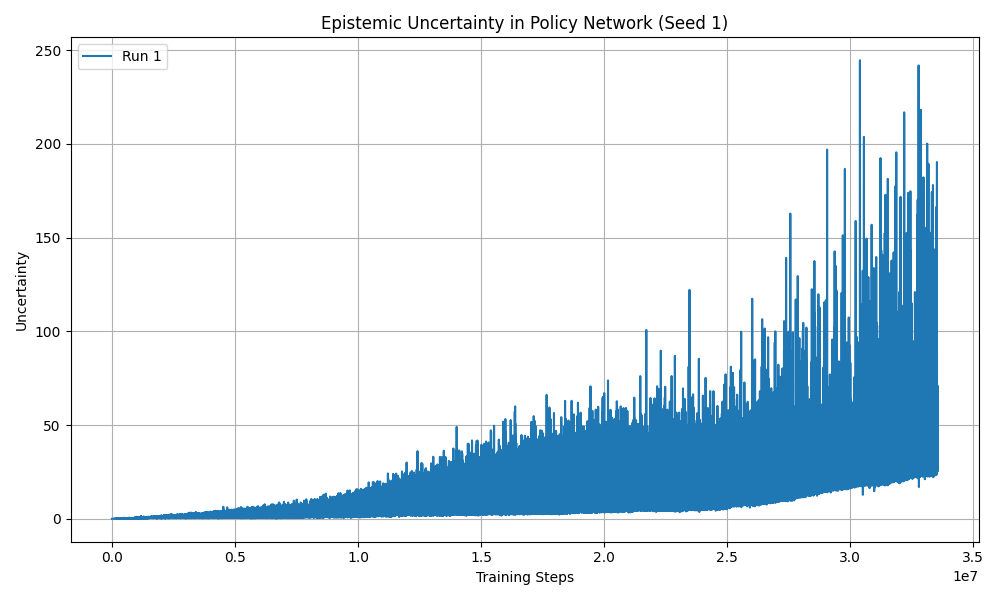 Epistemic Uncertainty in Policy Network (Seed 1)
Run 1
Uncertainty
250
200
150
100
50
0
0.0 0.5 1.0 1.5 2.0 2.5 3.0 3.5
1e7
Training Steps